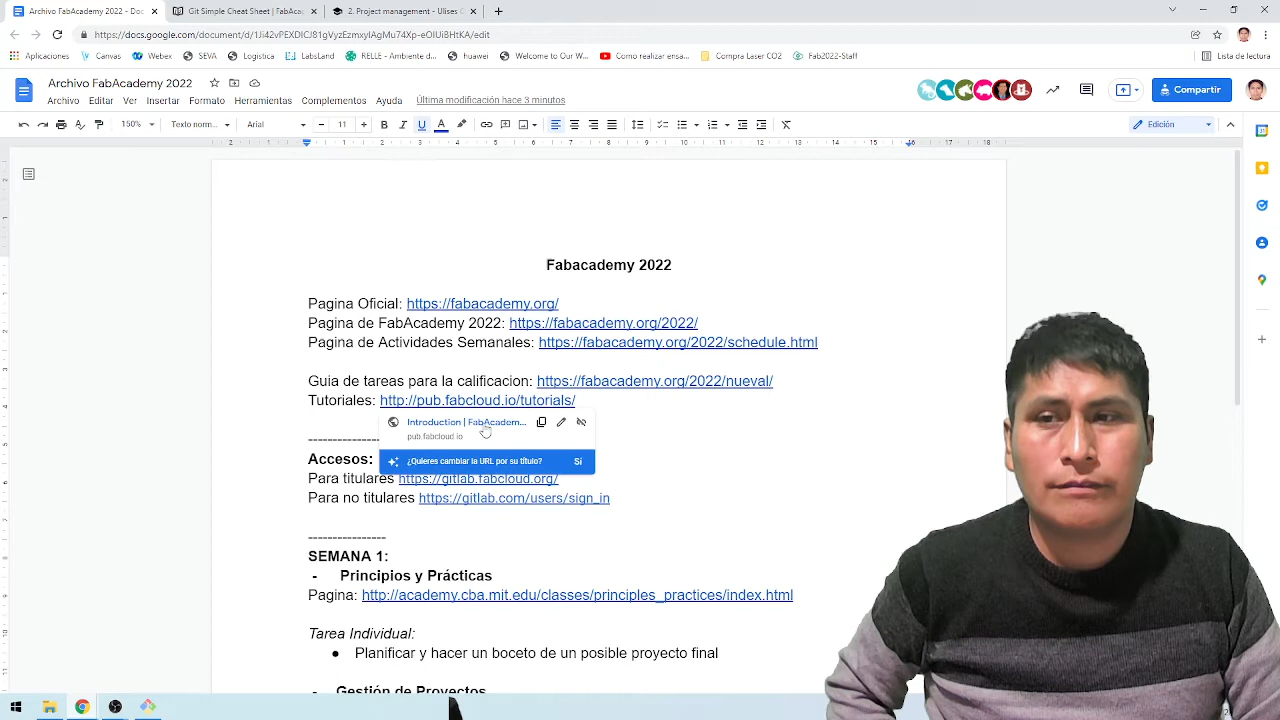 Archivo FabAcademy 2022 - Doc
Git Simple Cheat Sheet | FabAca
2. Project management - Ulises G
https://docs.google.com/document/d/1Ji42vPEXDICJ81gVyzEzmxyIAgMu74Xp-eOIUiBHtKA/edit
Aplicaciones
Canvas
Weber
SEVA
Logistica
LabsLand
RELLE - Ambiente d...
huawei
Welcome to Our W...
Como realizar ensa...
Compra Laser CO2
Fab2022-Staff
Lista de lectura
Archivo FabAcademy 2022
Archivo Editar Ver Insertar Formato Herramientas Complementos Ayuda Última modificación hace 3 minutos
Compartir
150% Texto norm... Arial 11
Edición
Fabacademy 2022
Pagina Oficial: https://fabacademy.org/
Pagina de FabAcademy 2022: https://fabacademy.org/2022/
Pagina de Actividades Semanales: https://fabacademy.org/2022/schedule.html
Guía de tareas para la calificacion: https://fabacademy.org/2022/nueval/
Tutoriales: http://pub.fabcloud.io/tutorials/
Introduction | FabAcadem...
pub.fabcloud.io
----------------
¿Quieres cambiar la URL por su título? Sí
Accesos:
Para titulares https://gitlab.fabcloud.org/
Para no titulares https://gitlab.com/users/sign_in
----------------
SEMANA 1:
- Principios y Prácticas
Pagina: http://academy.cba.mit.edu/classes/principles_practices/index.html
Tarea Individual:
● Planificar y hacer un boceto de un posible proyecto final
- Gestión de Proyectos